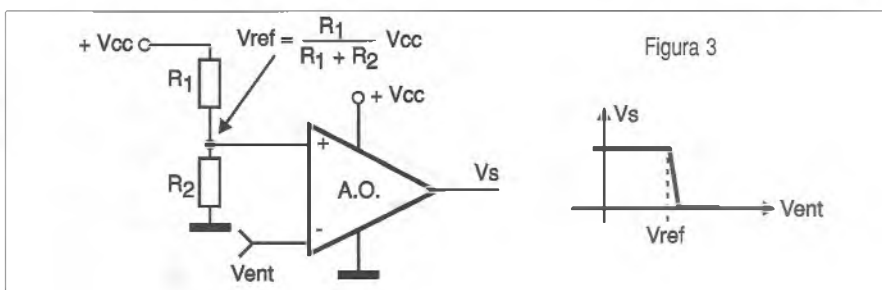 + Vcc
Vref = R1 / (R1 + R2) Vcc
Figura 3
R1
+ Vcc
Vs
+
R2
A.O.
Vs
-
Vent
Vent
Vref